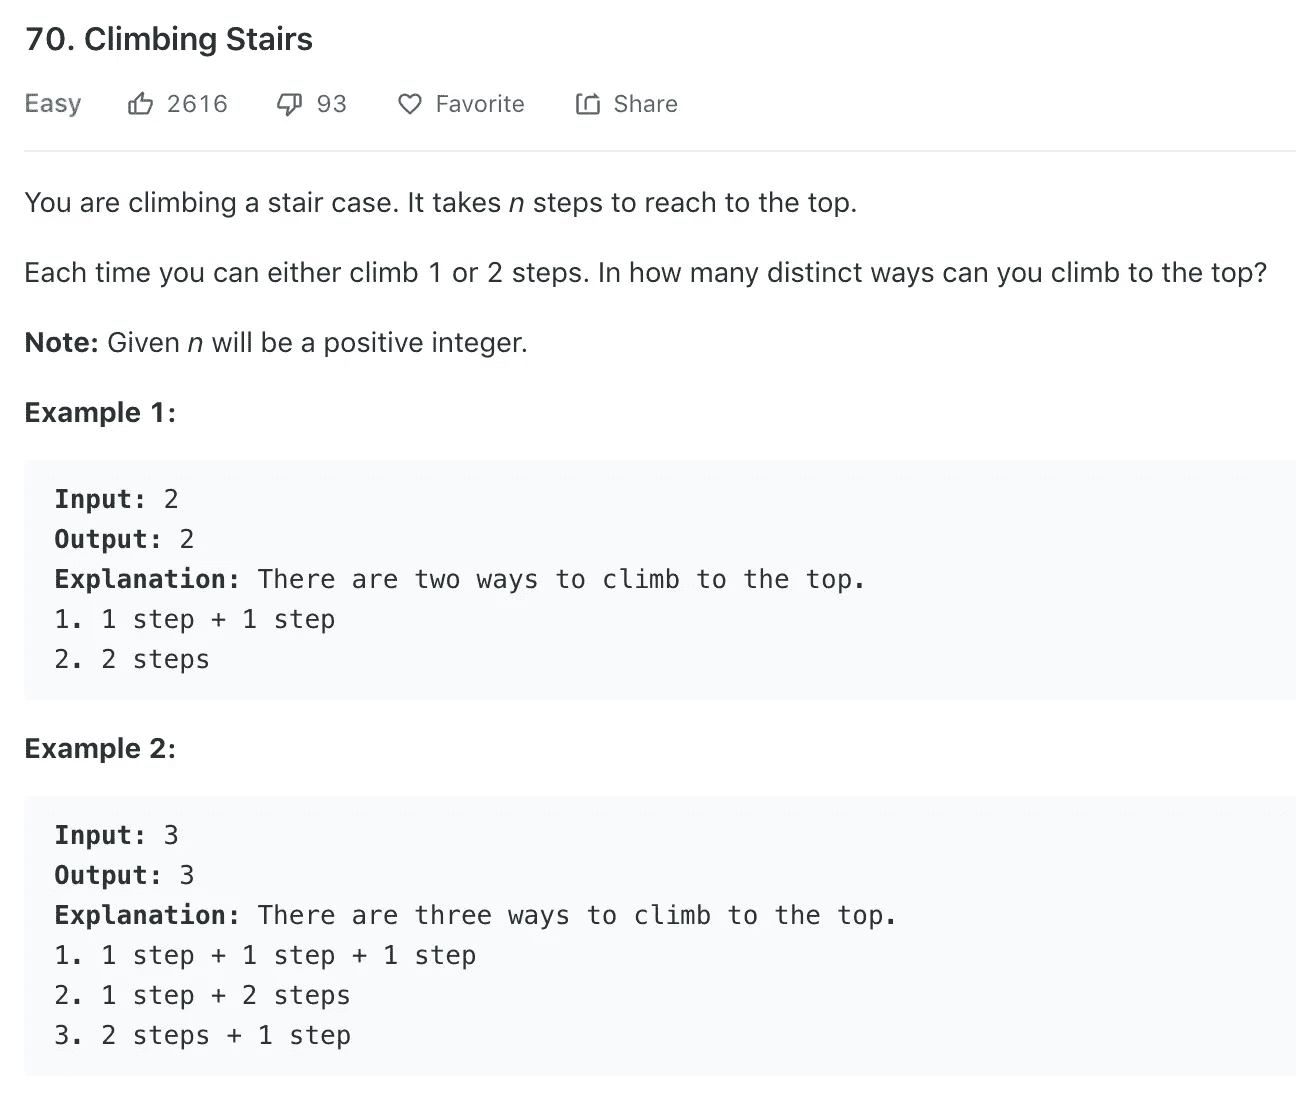 70. Climbing Stairs
Easy 2616 93 Favorite Share
You are climbing a stair case. It takes n steps to reach to the top.
Each time you can either climb 1 or 2 steps. In how many distinct ways can you climb to the top?
Note: Given n will be a positive integer.
Example 1:
Input: 2
Output: 2
Explanation: There are two ways to climb to the top.
1. 1 step + 1 step
2. 2 steps
Example 2:
Input: 3
Output: 3
Explanation: There are three ways to climb to the top.
1. 1 step + 1 step + 1 step
2. 1 step + 2 steps
3. 2 steps + 1 step